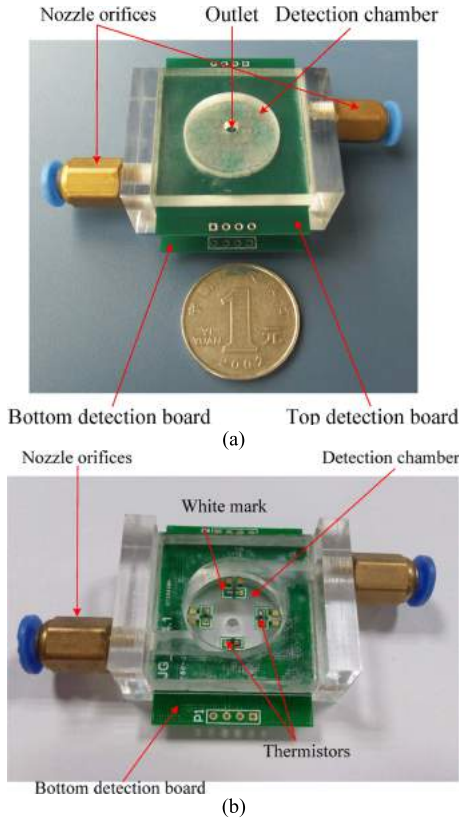 Nozzle orifices
Outlet
Detection chamber
1
YI
YUAN
Bottom detection board
Top detection board
(a)
Nozzle orifices
Detection chamber
White mark
P1
Thermistors
Bottom detection board
(b)